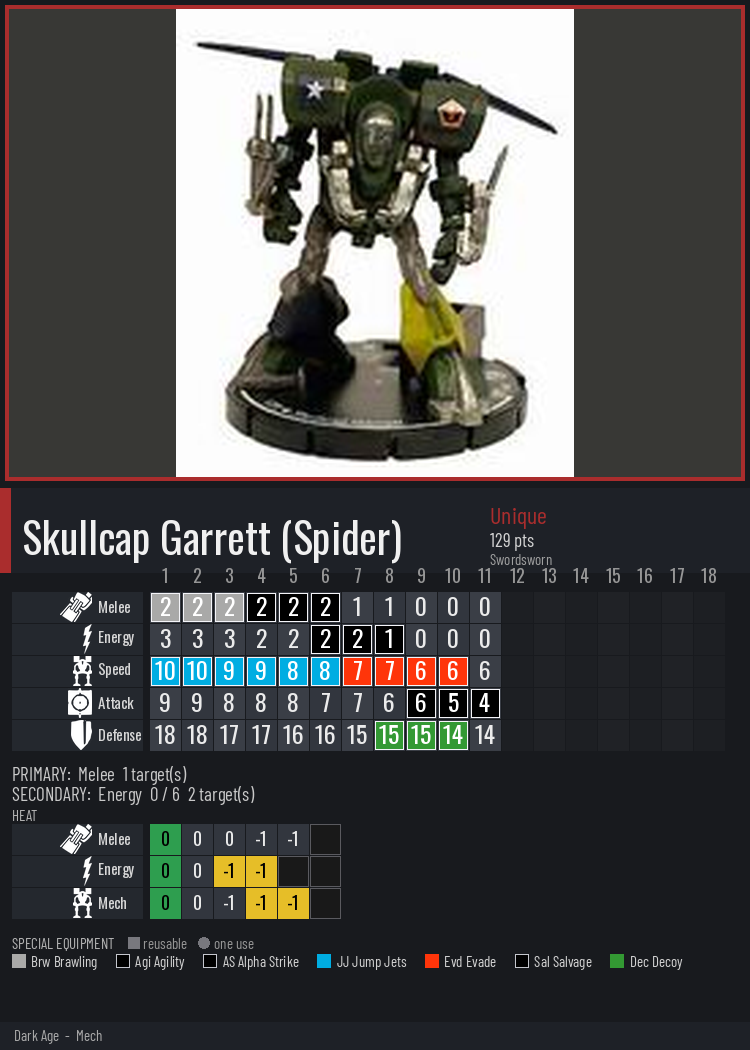 Skullcap Garrett (Spider)
Unique
129 pts
Swordsworn
1 2 3 4 5 6 7 8 9 10 11 12 13 14 15 16 17 18
Melee 2 2 2 2 2 2 1 1 0 0 0
Energy 3 3 3 2 2 2 2 1 0 0 0
Speed 10 10 9 9 8 8 7 7 6 6 6
Attack 9 9 8 8 8 7 7 6 6 5 4
Defense 18 18 17 17 16 16 15 15 15 14 14
PRIMARY: Melee 1 target(s)
SECONDARY: Energy 0 / 6 2 target(s)
HEAT
Melee 0 0 0 -1 -1
Energy 0 0 -1 -1
Mech 0 0 -1 -1 -1
SPECIAL EQUIPMENT reusable one use
Brw Brawling Agi Agility AS Alpha Strike JJ Jump Jets Evd Evade Sal Salvage Dec Decoy
Dark Age - Mech